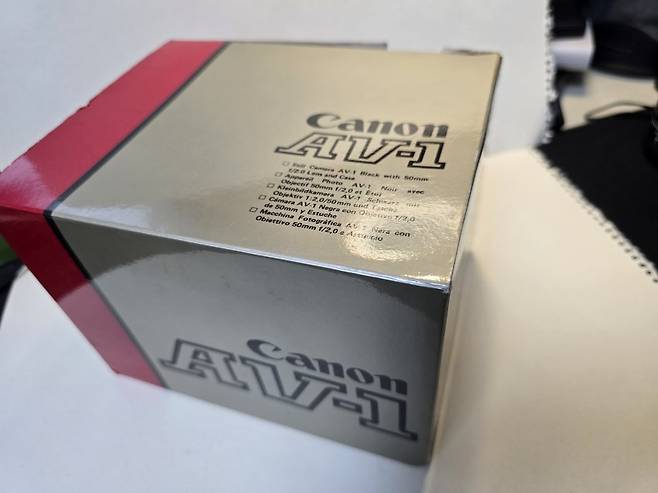 Canon
AV-1
□ Still Camera AV-1 Black with 50mm
f/2.0 Lens and Case
□ Appareil Photo AV-1 Noir avec
Objectif 50mm f/2.0 et Etui
□ Kleinbildkamera AV-1 Schwarz mit
Objektiv 1:2,0/50mm und Tasche
□ Cámara AV-1 Negra con Objetivo f/2,0
de 50mm y Estuche
□ Macchina Fotográfica AV-1 Nera con
Obiettivo 50mm f/2,0 e Astuccio
Canon
AV-1